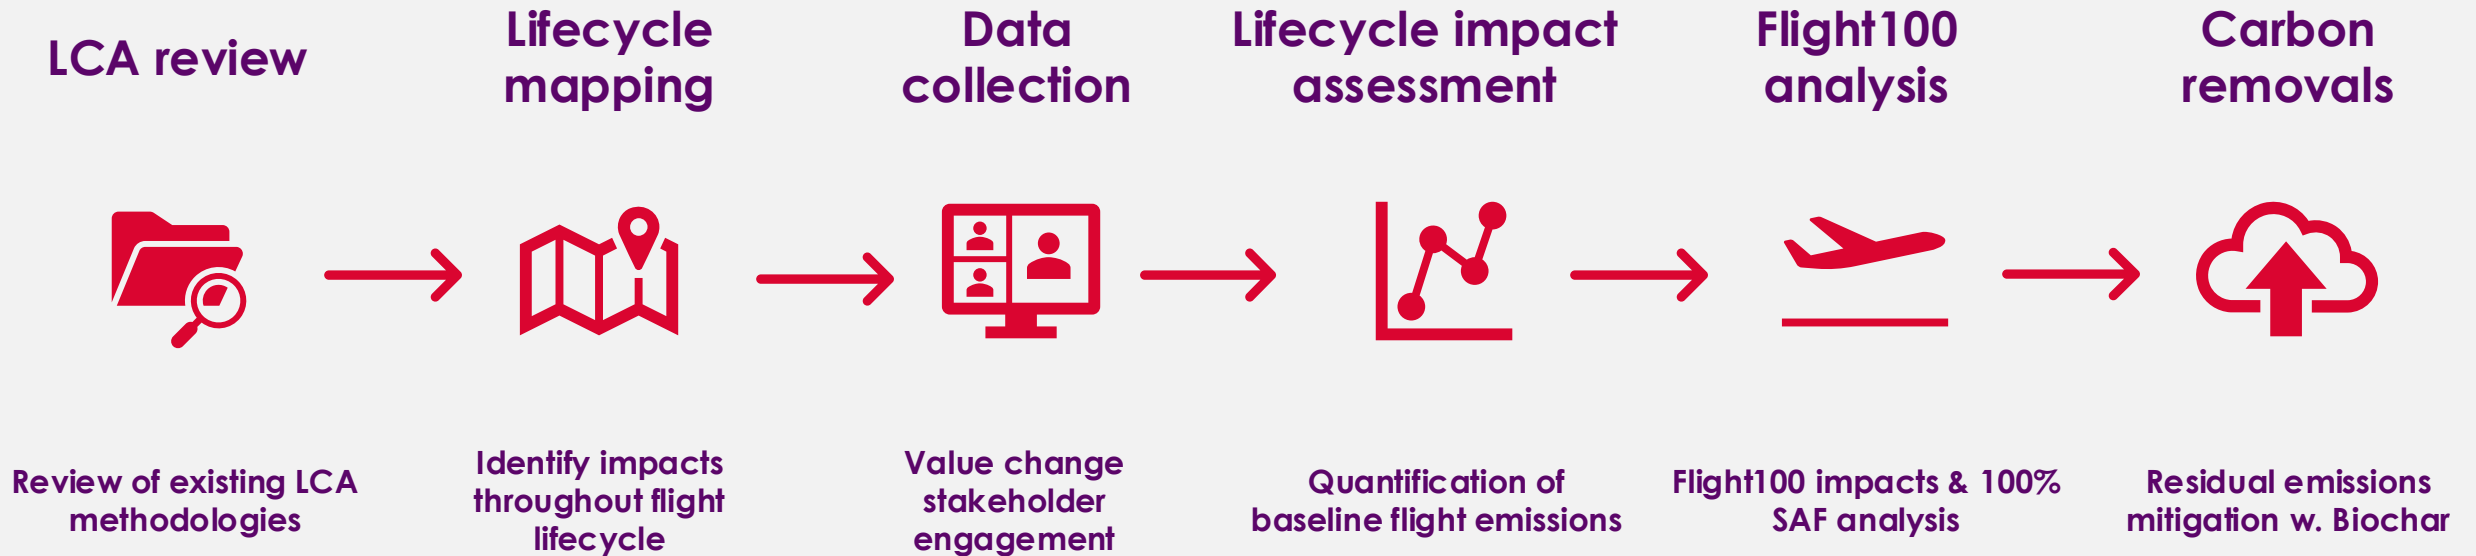 LCA review
Lifecycle
mapping
Data
collection
Lifecycle impact
assessment
Flight100
analysis
Carbon
removals
Review of existing LCA
methodologies
Identify impacts
throughout flight
lifecycle
Value change
stakeholder
engagement
Quantification of
baseline flight emissions
Flight100 impacts & 100%
SAF analysis
Residual emissions
mitigation w. Biochar